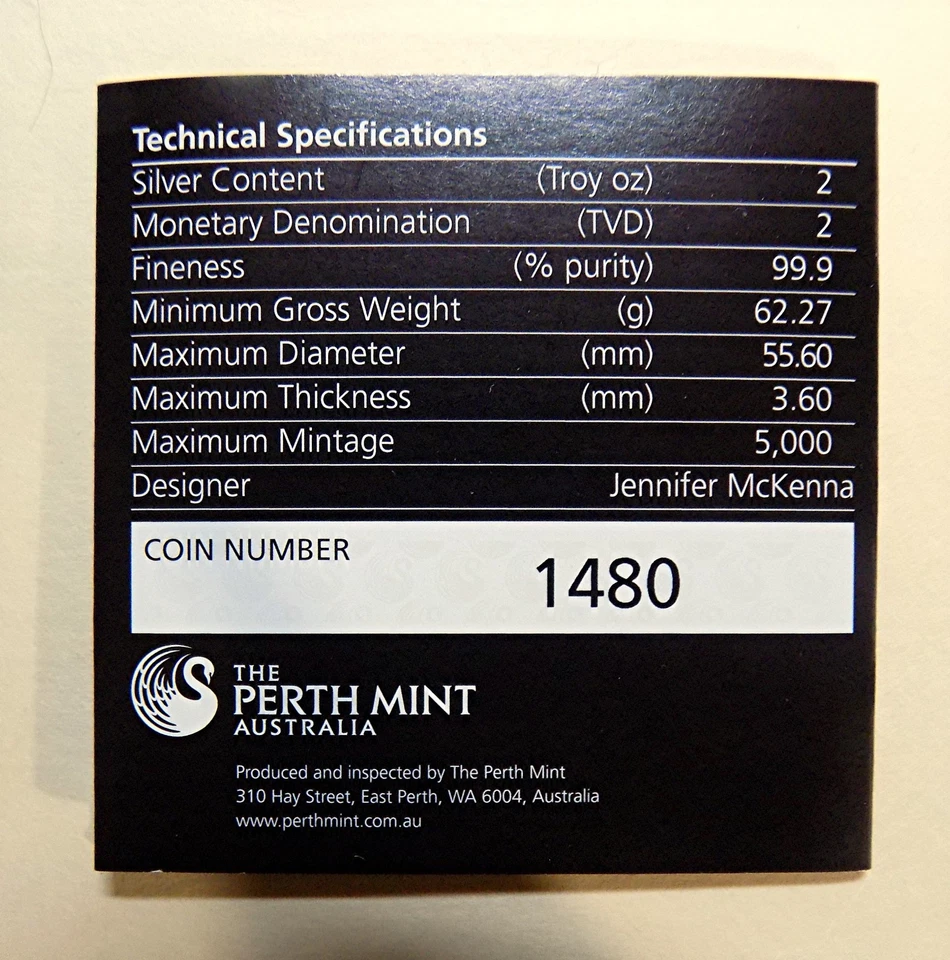 Technical Specifications
Silver Content (Troy oz) 2
Monetary Denomination (TVD) 2
Fineness (% purity) 99.9
Minimum Gross Weight (g) 62.27
Maximum Diameter (mm) 55.60
Maximum Thickness (mm) 3.60
Maximum Mintage 5,000
Designer Jennifer McKenna
COIN NUMBER
1480
THE
PERTH MINT
AUSTRALIA
Produced and inspected by The Perth Mint
310 Hay Street, East Perth, WA 6004, Australia
www.perthmint.com.au